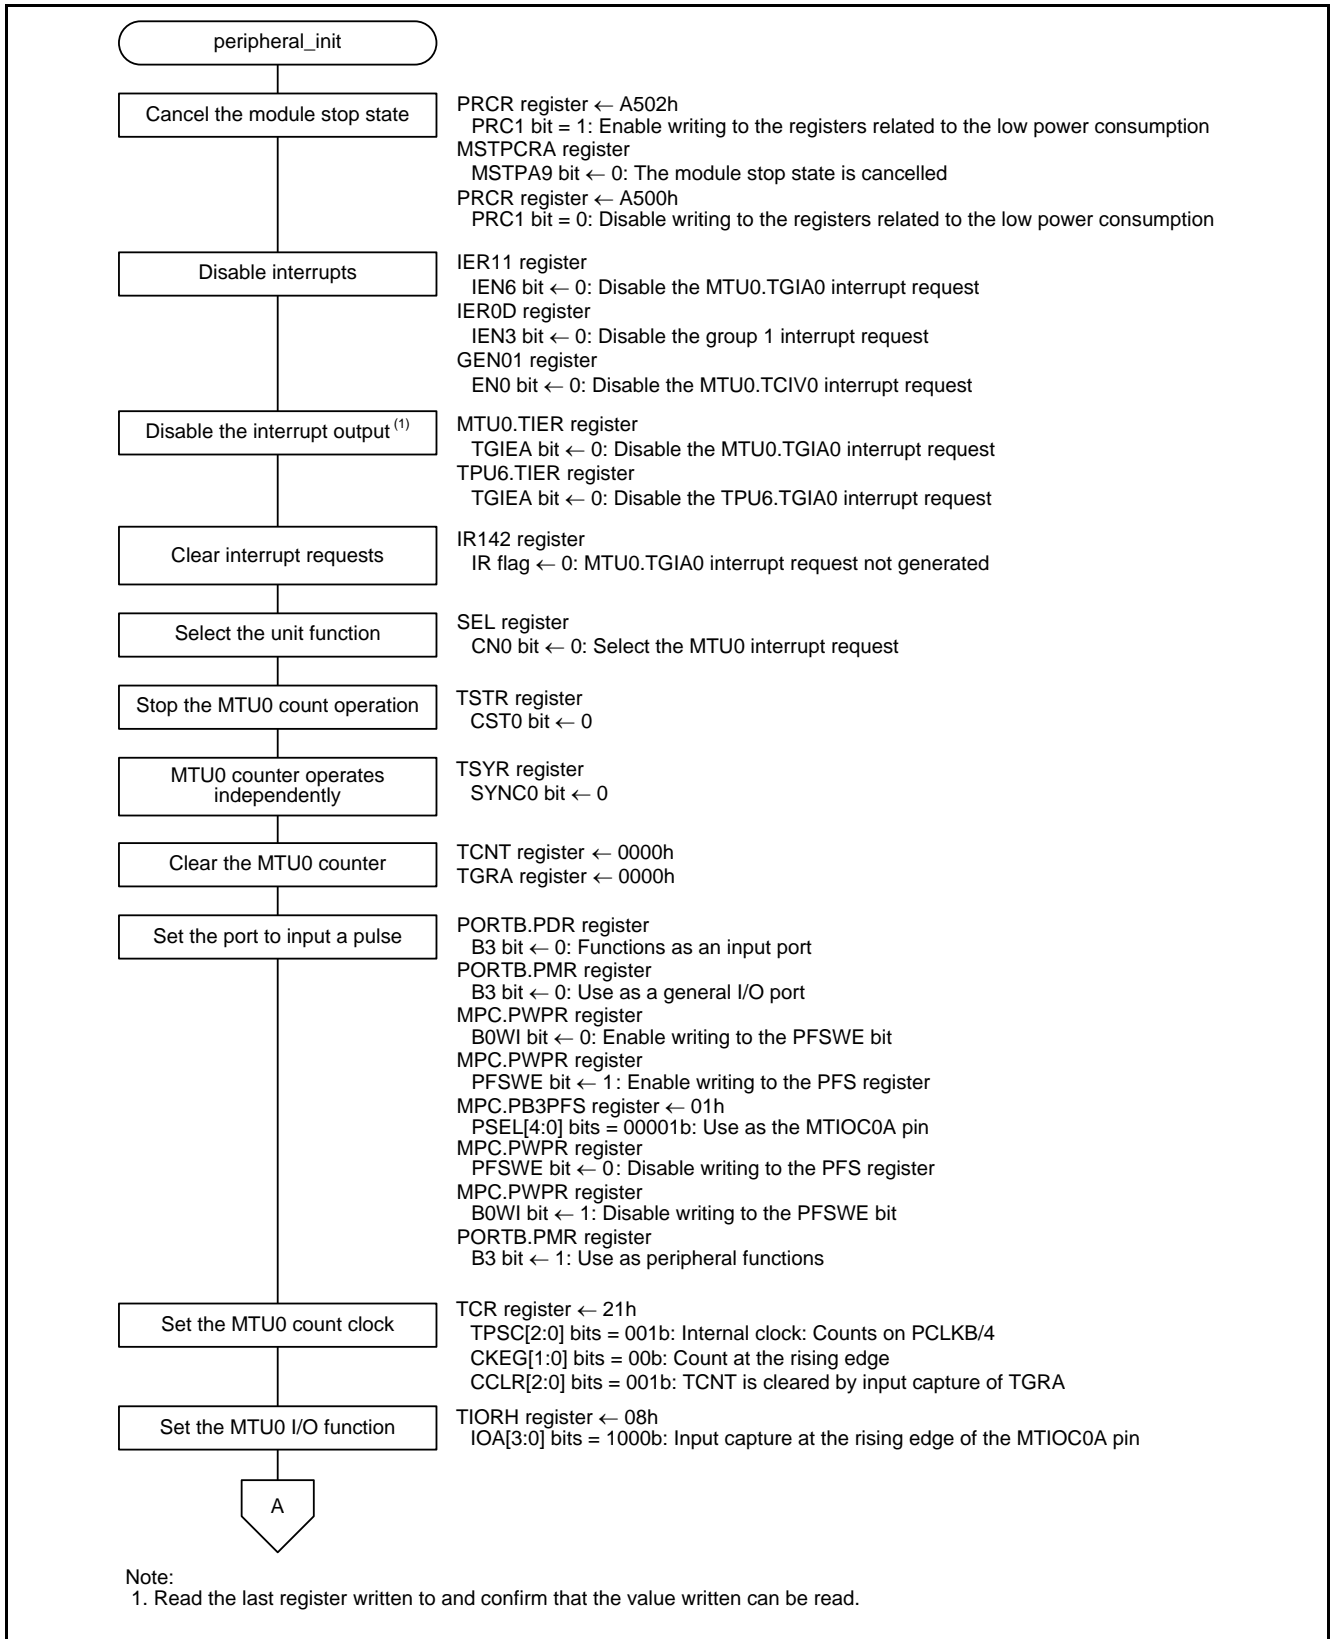 peripheral_init
Cancel the module stop state
PRCR register ← A502h
PRC1 bit = 1: Enable writing to the registers related to the low power consumption
MSTPCRA register
MSTPA9 bit ← 0: The module stop state is cancelled
PRCR register ← A500h
PRC1 bit = 0: Disable writing to the registers related to the low power consumption
Disable interrupts
IER11 register
IEN6 bit ← 0: Disable the MTU0.TGIA0 interrupt request
IER0D register
IEN3 bit ← 0: Disable the group 1 interrupt request
GEN01 register
EN0 bit ← 0: Disable the MTU0.TCIV0 interrupt request
Disable the interrupt output (1)
MTU0.TIER register
TGIEA bit ← 0: Disable the MTU0.TGIA0 interrupt request
TPU6.TIER register
TGIEA bit ← 0: Disable the TPU6.TGIA0 interrupt request
Clear interrupt requests
IR142 register
IR flag ← 0: MTU0.TGIA0 interrupt request not generated
Select the unit function
SEL register
CN0 bit ← 0: Select the MTU0 interrupt request
Stop the MTU0 count operation
TSTR register
CST0 bit ← 0
MTU0 counter operates
independently
TSYR register
SYNC0 bit ← 0
Clear the MTU0 counter
TCNT register ← 0000h
TGRA register ← 0000h
Set the port to input a pulse
PORTB.PDR register
B3 bit ← 0: Functions as an input port
PORTB.PMR register
B3 bit ← 0: Use as a general I/O port
MPC.PWPR register
B0WI bit ← 0: Enable writing to the PFSWE bit
MPC.PWPR register
PFSWE bit ← 1: Enable writing to the PFS register
MPC.PB3PFS register ← 01h
PSEL[4:0] bits = 00001b: Use as the MTIOC0A pin
MPC.PWPR register
PFSWE bit ← 0: Disable writing to the PFS register
MPC.PWPR register
B0WI bit ← 1: Disable writing to the PFSWE bit
PORTB.PMR register
B3 bit ← 1: Use as peripheral functions
Set the MTU0 count clock
TCR register ← 21h
TPSC[2:0] bits = 001b: Internal clock: Counts on PCLKB/4
CKEG[1:0] bits = 00b: Count at the rising edge
CCLR[2:0] bits = 001b: TCNT is cleared by input capture of TGRA
Set the MTU0 I/O function
TIORH register ← 08h
IOA[3:0] bits = 1000b: Input capture at the rising edge of the MTIOC0A pin
A
Note:
1. Read the last register written to and confirm that the value written can be read.